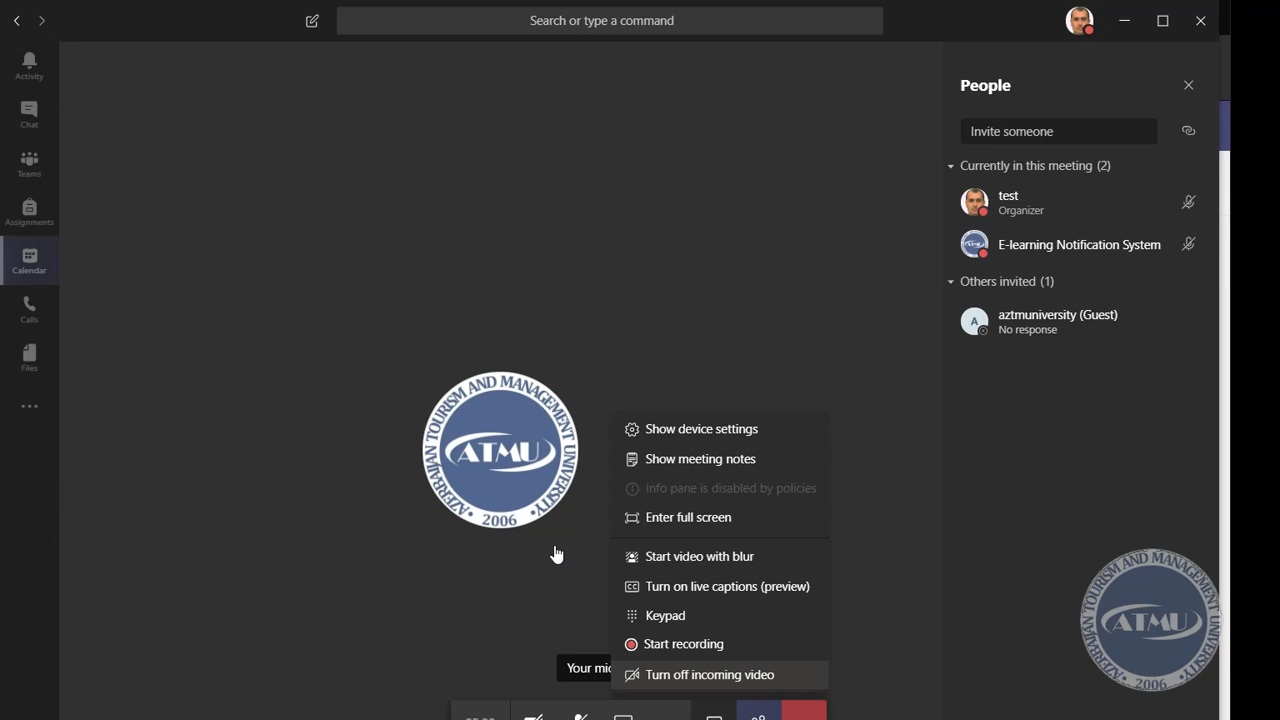 Search or type a command
Activity
Chat
Teams
Assignments
Calendar
Calls
Files
People
Invite someone
Currently in this meeting (2)
test
Organizer
E-learning Notification System
Others invited (1)
A
aztmuniversity (Guest)
No response
AZERBAIJAN TOURISM AND MANAGEMENT UNIVERSITY
ATMU
2006
Show device settings
Show meeting notes
Info pane is disabled by policies
Enter full screen
Start video with blur
CC
Turn on live captions (preview)
Keypad
Start recording
Turn off incoming video
Your mic
AZERBAIJAN TOURISM AND MANAGEMENT UNIVERSITY
ATMU
2006